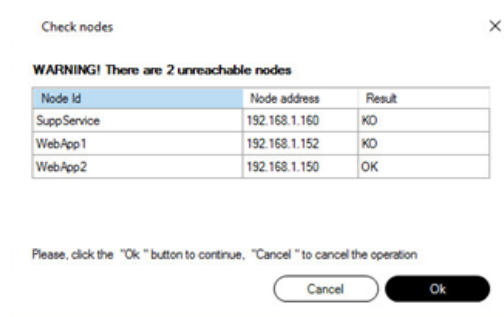 Check nodes
WARNING! There are 2 unreachable nodes
Node Id Node address Result
SuppService 192.168.1.160 KO
WebApp1 192.168.1.152 KO
WebApp2 192.168.1.150 OK
Please, click the "Ok " button to continue, "Cancel " to cancel the operation
Cancel Ok